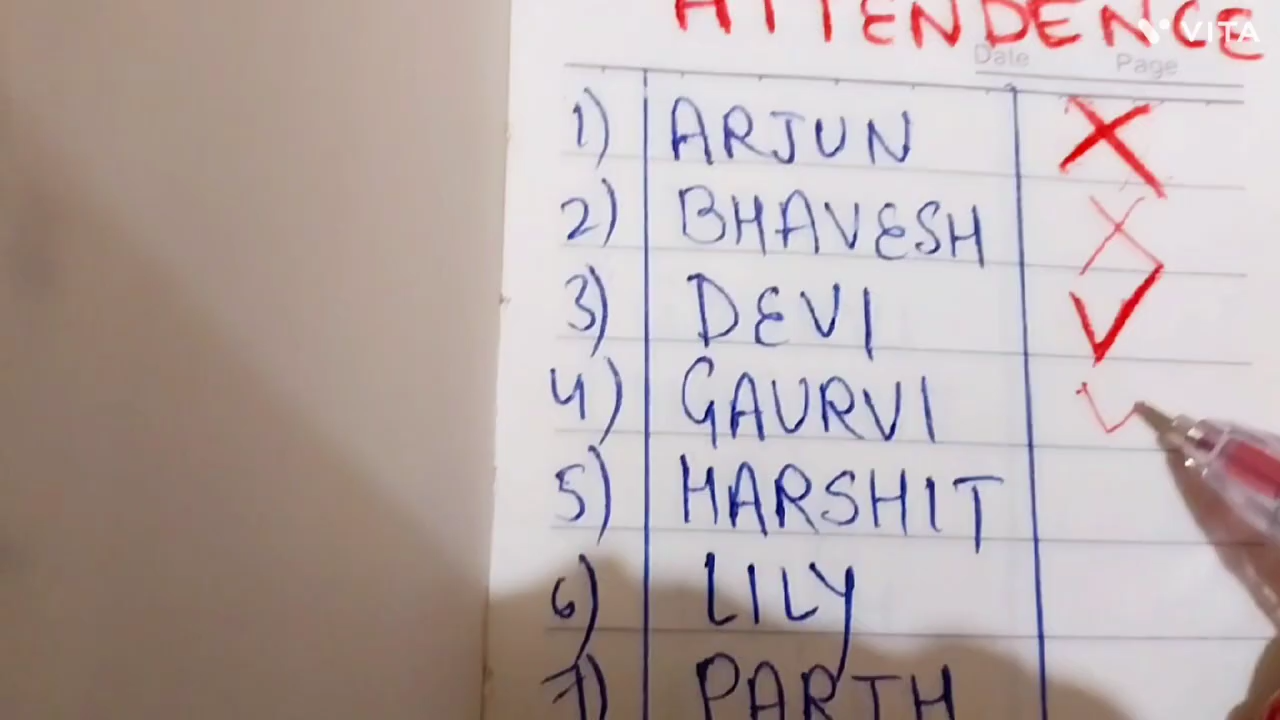 ATTENDENCE
VITA
Date Page
1) ARJUN X
2) BHAVESH X
3) DEVI ✓
4) GAURVI ✓
5) HARSHIT
6) LILY
7) PARTH